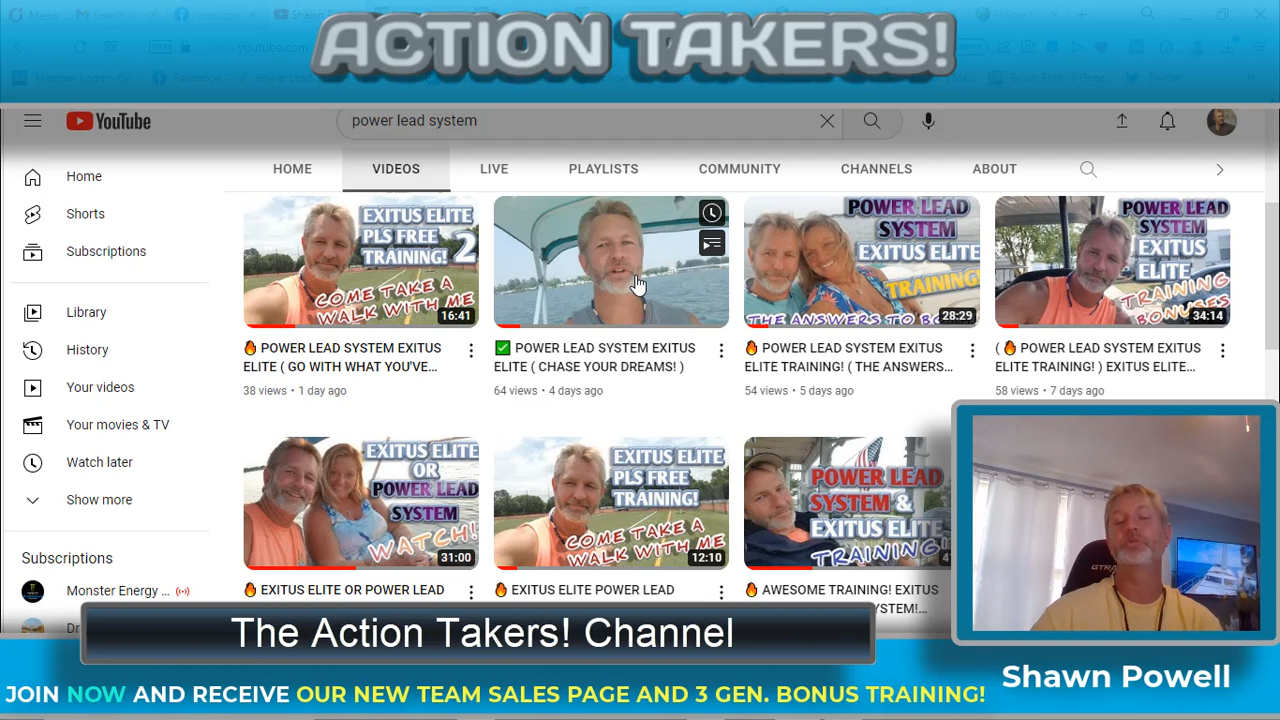 ACTION TAKERS!
YouTube
power lead system
HOME
VIDEOS
LIVE
PLAYLISTS
COMMUNITY
CHANNELS
ABOUT
Home
Shorts
Subscriptions
Library
History
Your videos
Your movies & TV
Watch later
Show more
Subscriptions
Monster Energy ...
EXITUS ELITE
PLS FREE
TRAINING! 2
COME TAKE A
WALK WITH ME
16:41
🔥 POWER LEAD SYSTEM EXITUS
ELITE ( GO WITH WHAT YOU'VE...
38 views • 1 day ago
✅ POWER LEAD SYSTEM EXITUS
ELITE ( CHASE YOUR DREAMS! )
64 views • 4 days ago
POWER LEAD
SYSTEM
EXITUS ELITE
TRAINING!
THE ANSWERS TO
28:29
🔥 POWER LEAD SYSTEM EXITUS
ELITE TRAINING! ( THE ANSWERS...
54 views • 5 days ago
POWER LEAD
SYSTEM
EXITUS
ELITE
TRAINING
BONUS
34:14
( 🔥 POWER LEAD SYSTEM EXITUS
ELITE TRAINING! ) EXITUS ELITE...
58 views • 7 days ago
EXITUS ELITE
OR
POWER LEAD
SYSTEM
WATCH!
31:00
🔥 EXITUS ELITE OR POWER LEAD
EXITUS ELITE
PLS FREE
TRAINING!
COME TAKE A
WALK WITH ME
12:10
🔥 EXITUS ELITE POWER LEAD
POWER LEAD
SYSTEM &
EXITUS ELITE
TRAINING
🔥 AWESOME TRAINING! EXITUS
SYSTEM!...
The Action Takers! Channel
Shawn Powell
JOIN NOW AND RECEIVE OUR NEW TEAM SALES PAGE AND 3 GEN. BONUS TRAINING!